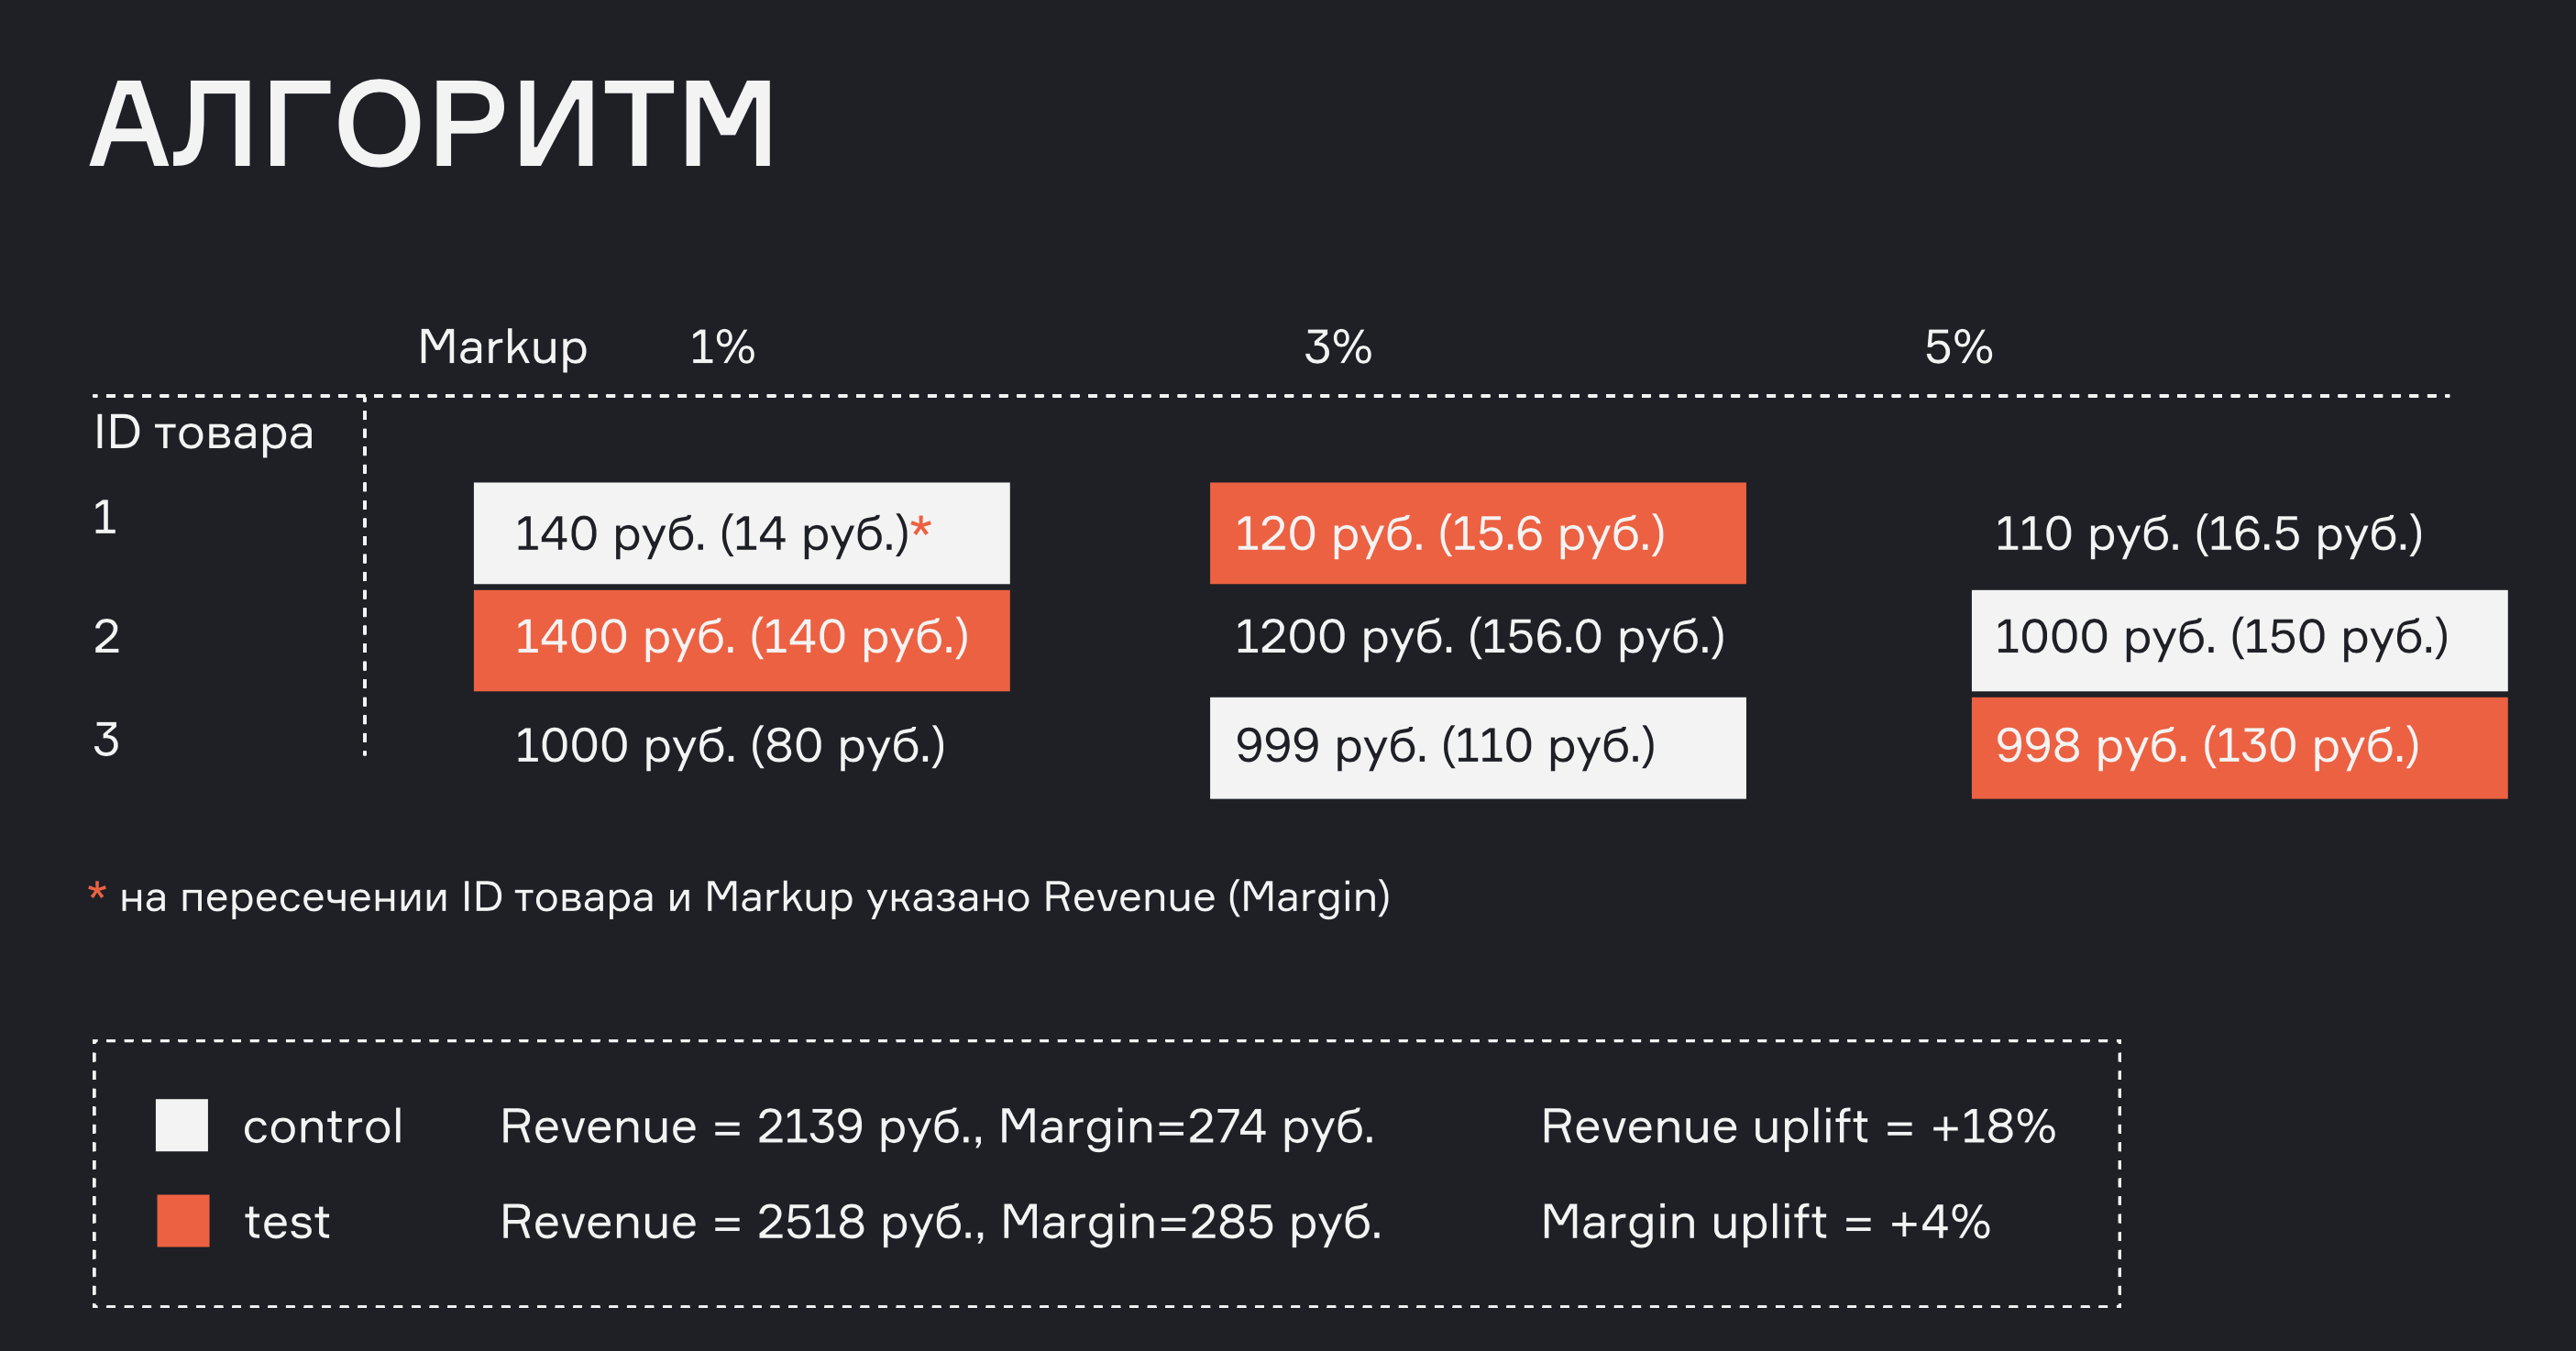 АЛГОРИТМ
Markup 1% 3% 5%
ID товара
1 140 руб. (14 руб.)* 120 руб. (15.6 руб.) 110 руб. (16.5 руб.)
2 1400 руб. (140 руб.) 1200 руб. (156.0 руб.) 1000 руб. (150 руб.)
3 1000 руб. (80 руб.) 999 руб. (110 руб.) 998 руб. (130 руб.)
* на пересечении ID товара и Markup указано Revenue (Margin)
control Revenue = 2139 руб., Margin=274 руб. Revenue uplift = +18%
test Revenue = 2518 руб., Margin=285 руб. Margin uplift = +4%